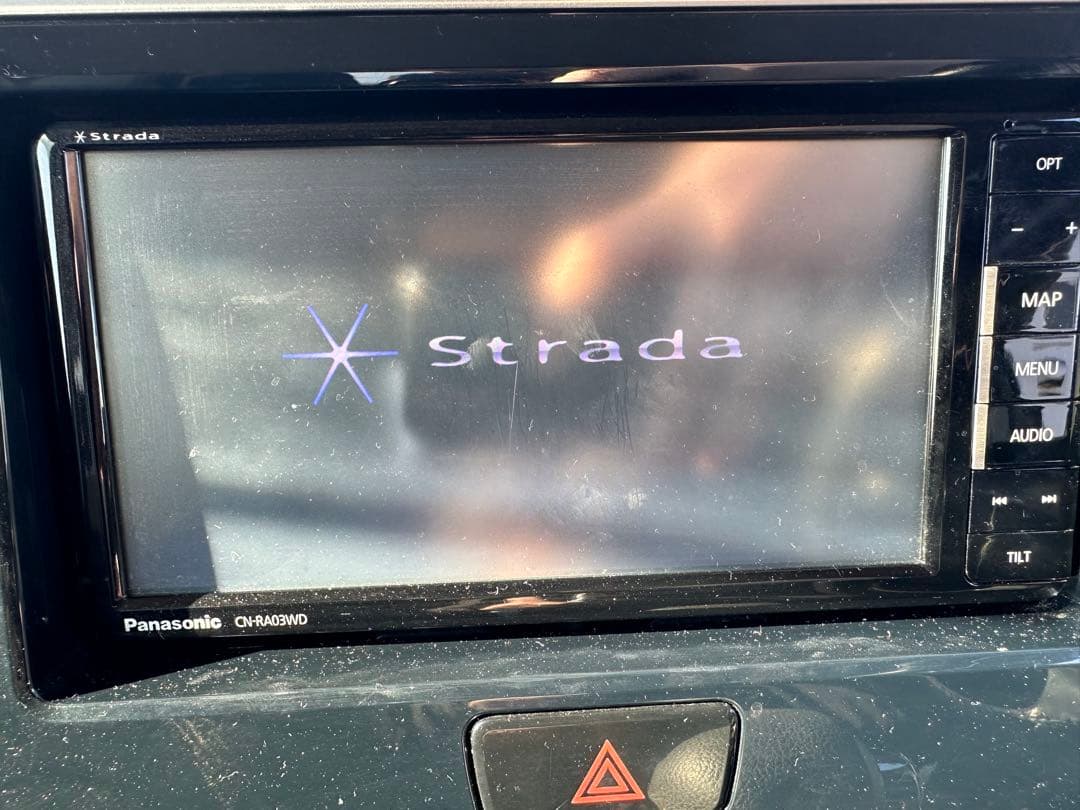 Strada
OPT
− +
Strada
MAP
MENU
AUDIO
TILT
Panasonic CN-RA03WD